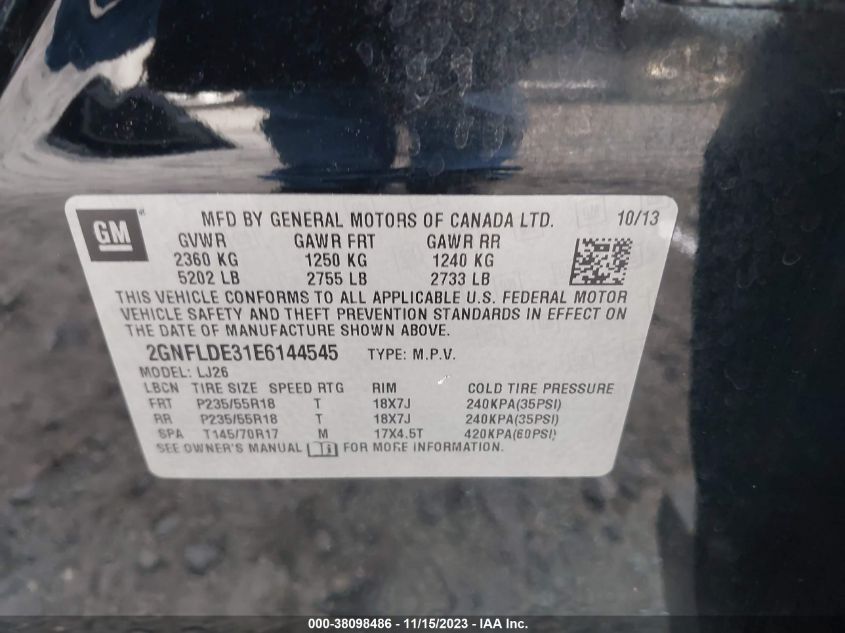 GM
MFD BY GENERAL MOTORS OF CANADA LTD. 10/13
GVWR GAWR FRT GAWR RR
2360 KG 1250 KG 1240 KG
5202 LB 2755 LB 2733 LB
THIS VEHICLE CONFORMS TO ALL APPLICABLE U.S. FEDERAL MOTOR
VEHICLE SAFETY AND THEFT PREVENTION STANDARDS IN EFFECT ON
THE DATE OF MANUFACTURE SHOWN ABOVE.
2GNFLDE31E6144545 TYPE: M.P.V.
MODEL: LJ26
LBCN TIRE SIZE SPEED RTG RIM COLD TIRE PRESSURE
FRT P235/55R18 T 18X7J 240KPA(35PSI)
RR P235/55R18 T 18X7J 240KPA(35PSI)
SPA T145/70R17 M 17X4.5T 420KPA(60PSI)
SEE OWNER'S MANUAL FOR MORE INFORMATION
000-38098486 - 11/15/2023 - IAA Inc.